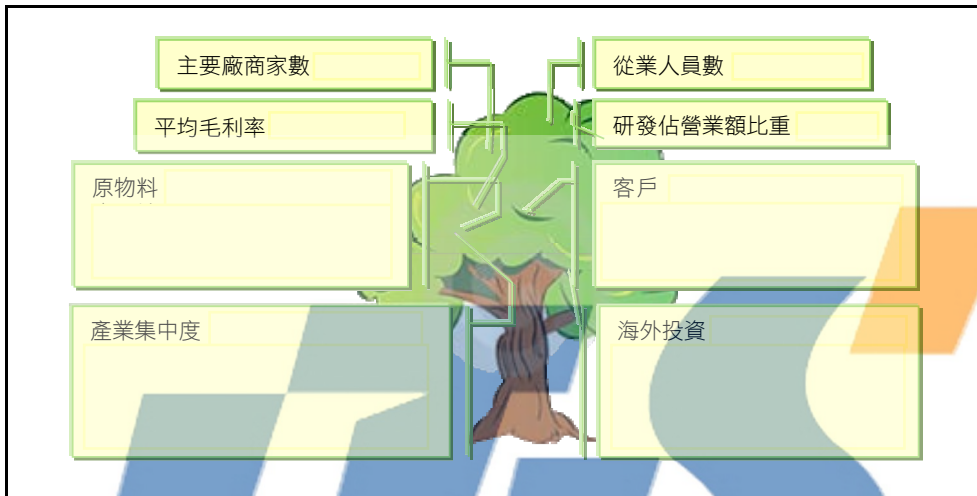 主要廠商家數
從業人員數
平均毛利率
研發佔營業額比重
原物料
客戶
產業集中度
海外投資